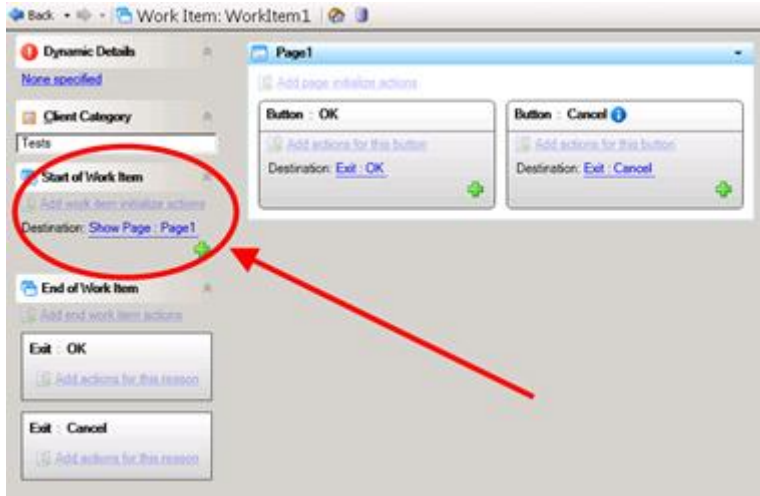 Back
Work Item: WorkItem1
Dynamic Details
None specified
Client Category
Tests
Start of Work Item
Add work item initialize actions
Destination: Show Page : Page1
End of Work Item
Add end work item actions
Exit : OK
Add actions for this reason
Exit : Cancel
Add actions for this reason
Page1
Add page initialize actions
Button : OK
Add actions for this button
Destination: Exit : OK
Button : Cancel
Add actions for this button
Destination: Exit : Cancel